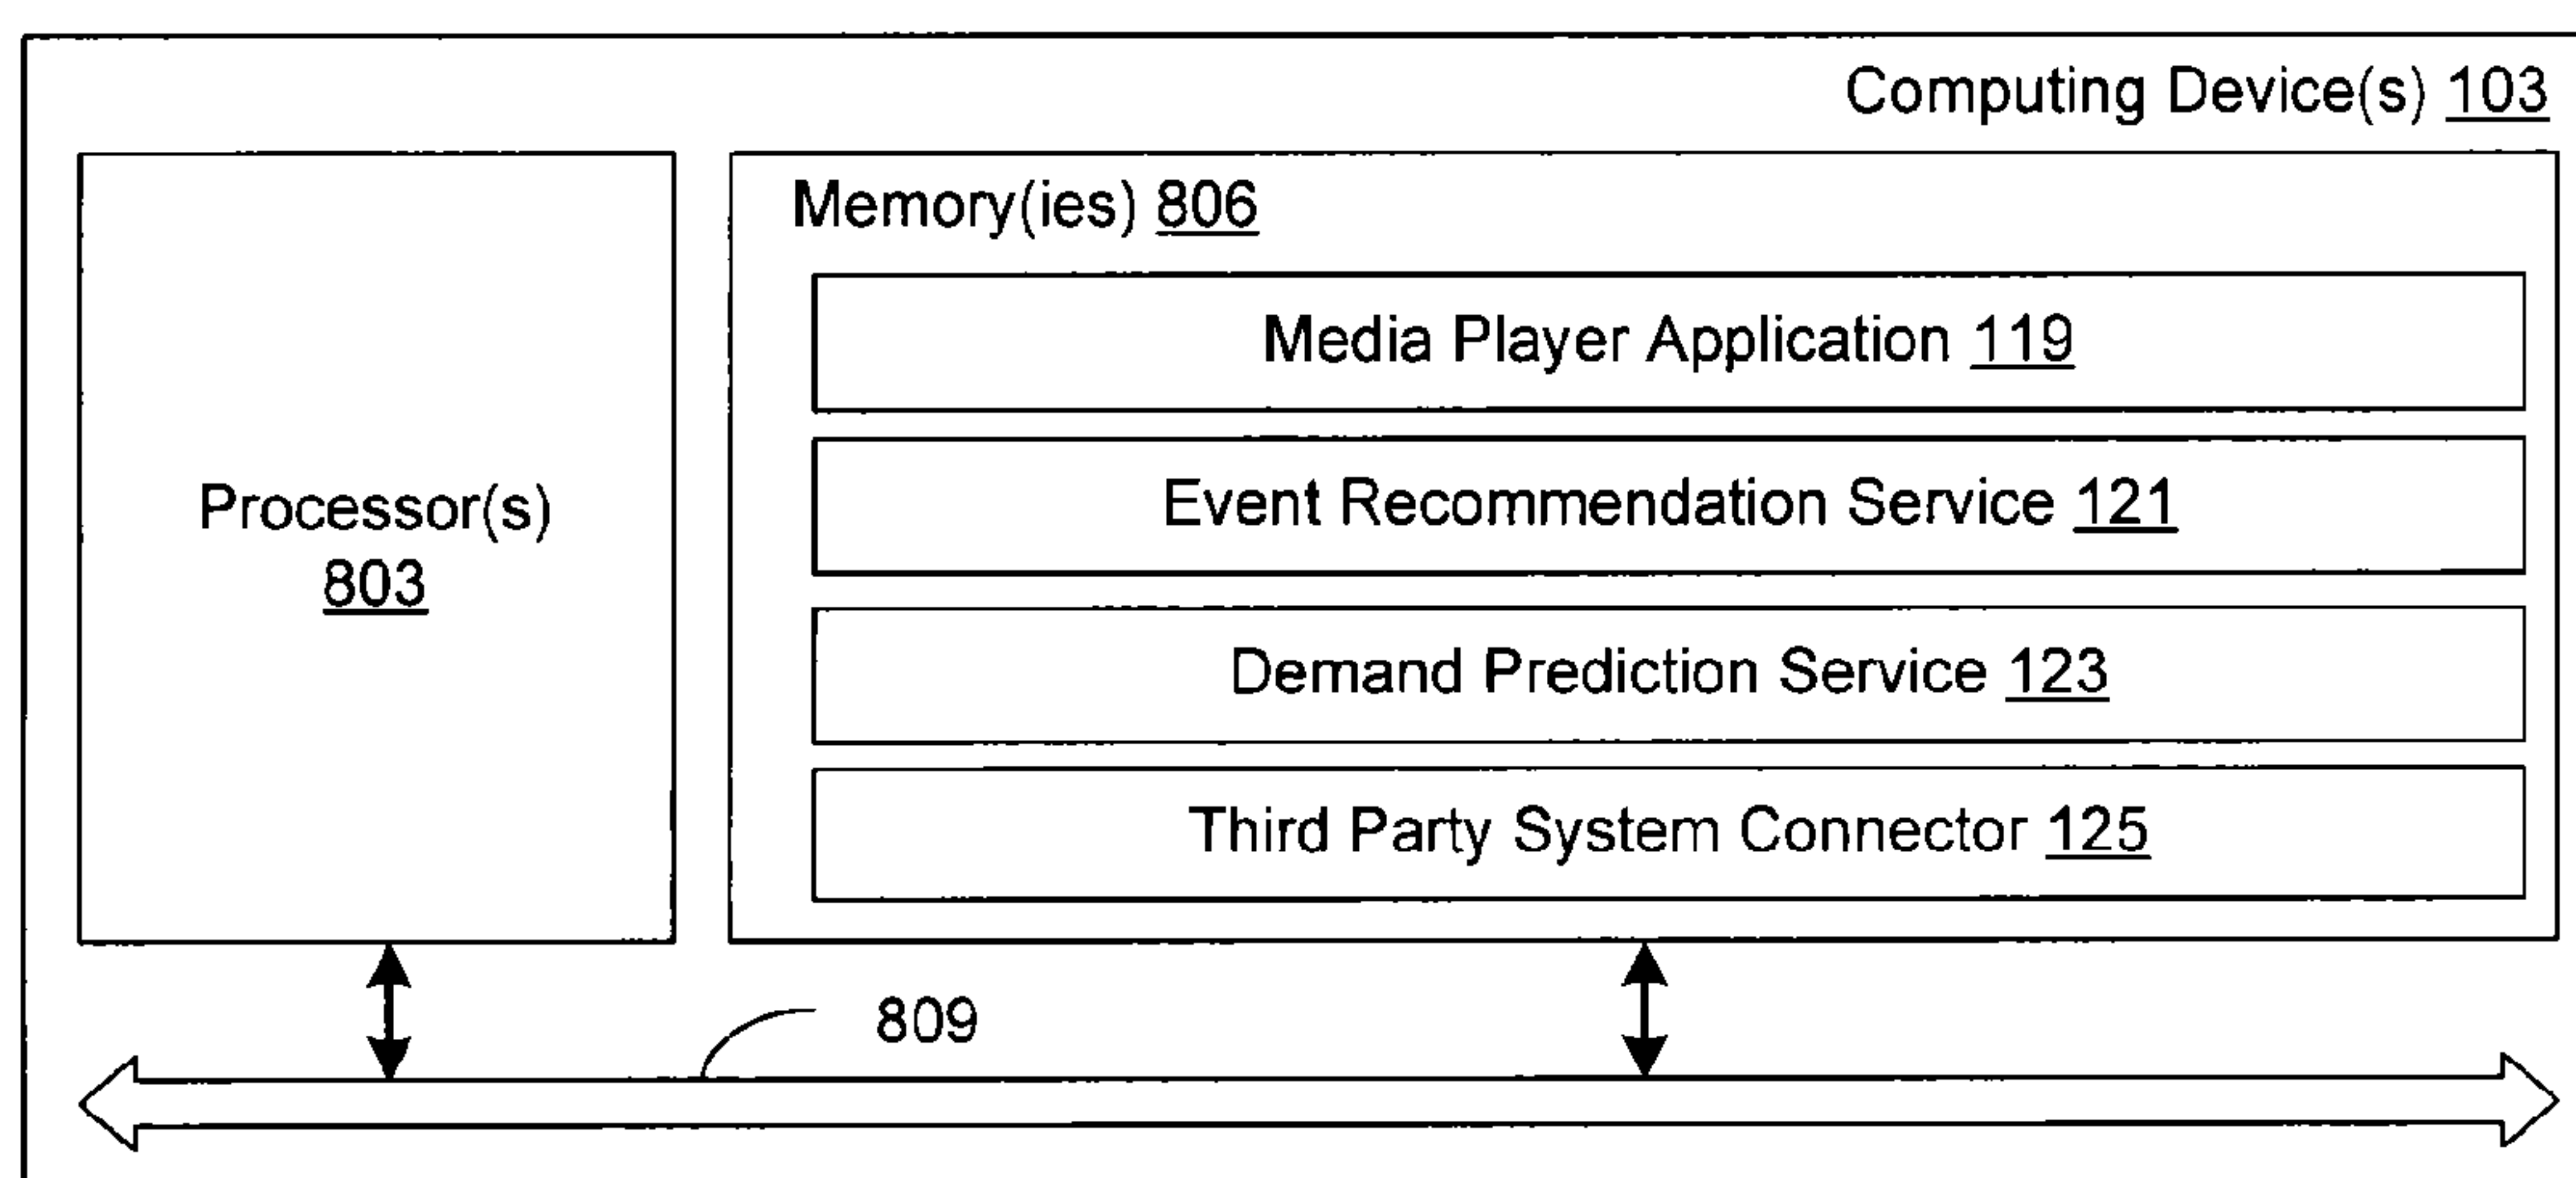 Computing Device(s) 103
Memory(ies) 806
Media Player Application 119
Event Recommendation Service 121
Processor(s)
803
Demand Prediction Service 123
Third Party System Connector 125
809